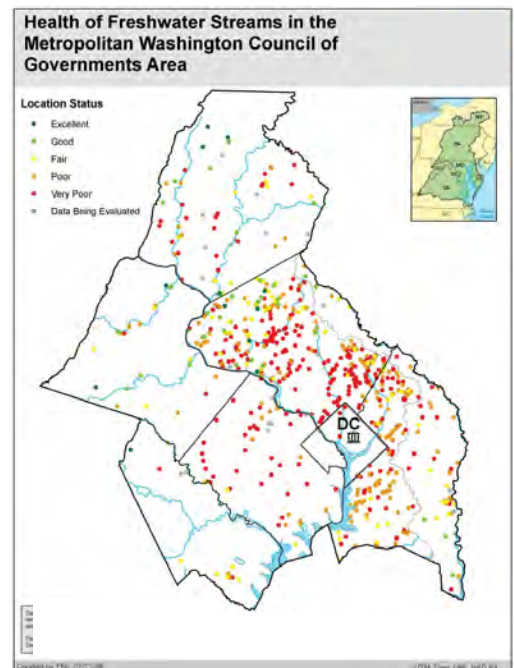 Health of Freshwater Streams in the
Metropolitan Washington Council of
Governments Area
Location Status
Excellent
Good
Fair
Poor
Very Poor
Data Being Evaluated
DC